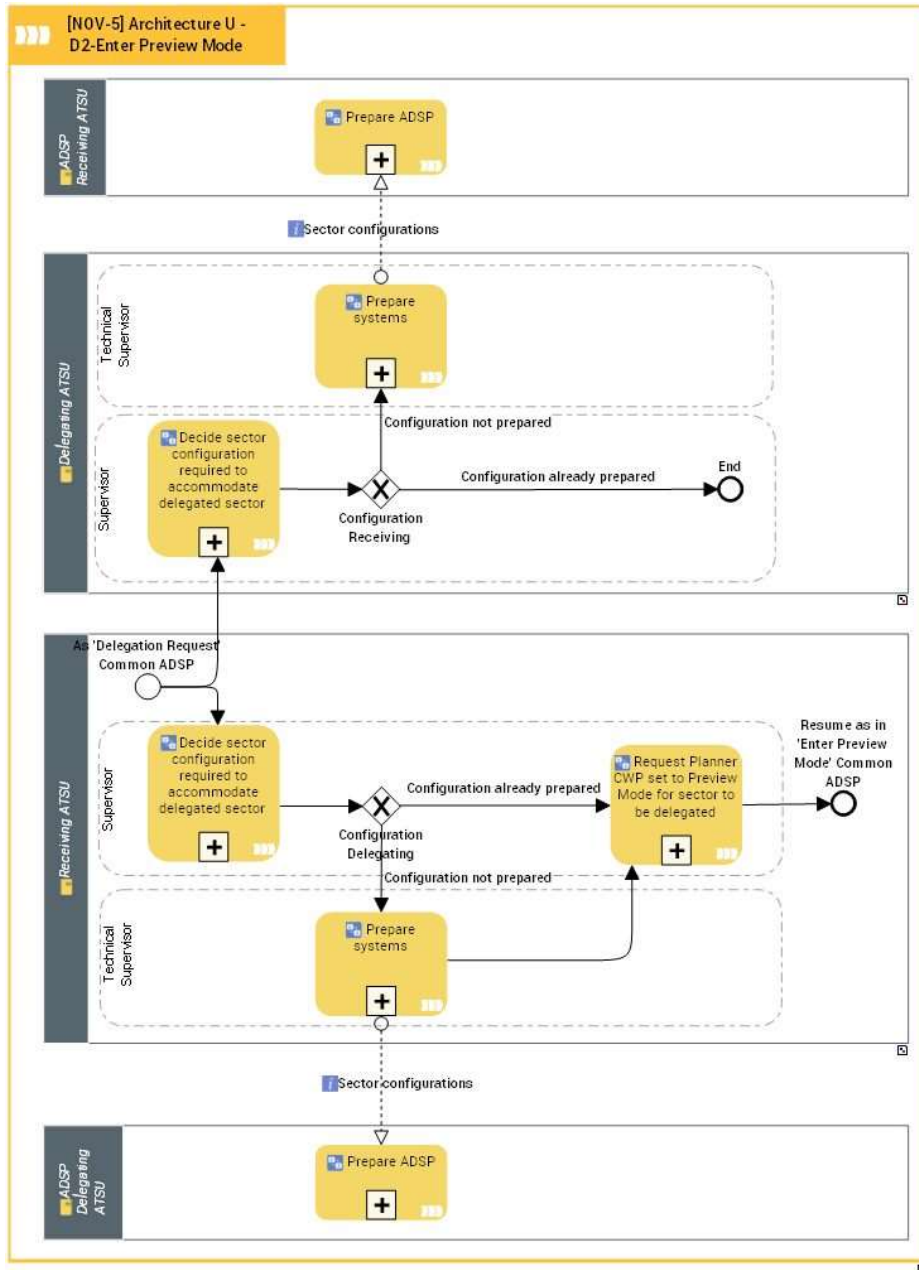 [NOV-5] Architecture U -
D2-Enter Preview Mode
ADSP
Receiving ATSU
Prepare ADSP
Sector configurations
Delegating ATSU
Technical
Supervisor
Prepare
systems
Configuration not prepared
Supervisor
Decide sector
configuration
required to
accommodate
delegated sector
Configuration already prepared
End
Configuration
Receiving
As 'Delegation Request'
Common ADSP
Receiving ATSU
Supervisor
Decide sector
configuration
required to
accommodate
delegated sector
Configuration already prepared
Configuration
Delegating
Request Planner
CWP set to Preview
Mode for sector to
be delegated
Resume as in
'Enter Preview
Mode' Common
ADSP
Configuration not prepared
Technical
Supervisor
Prepare
systems
Sector configurations
ADSP
Delegating
ATSU
Prepare ADSP